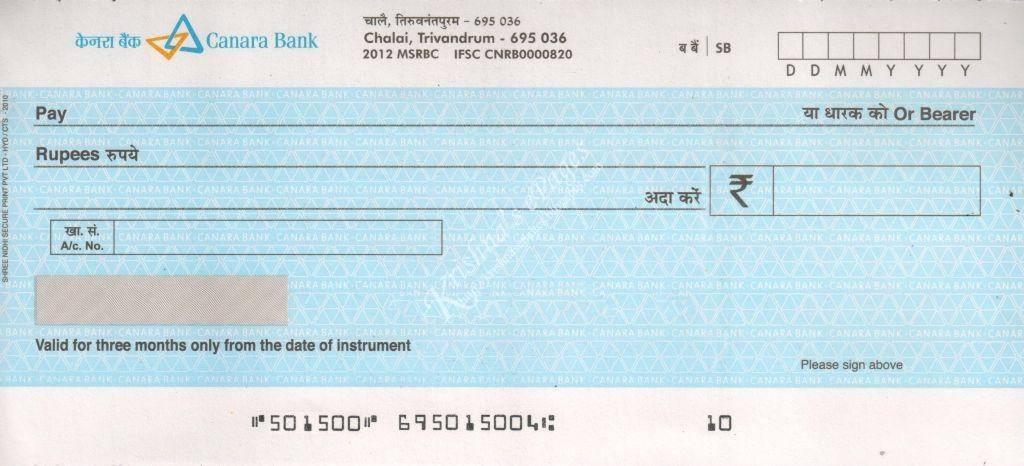 केनरा बैंक Canara Bank
चालै, तिरुवनंतपुरम - 695 036
Chalai, Trivandrum - 695 036
2012 MSRBC IFSC CNRB0000820
ब बैं SB
D D M M Y Y Y Y
Pay या धारक को Or Bearer
Rupees रुपये
अदा करें ₹
खा. सं.
A/c. No.
Valid for three months only from the date of instrument
Please sign above
⑈501500⑈ 695015004⑆ 10
SHREE NIDHI SECURE PRINT PVT LTD - HYD / CTS - 2010
CANARA BANK